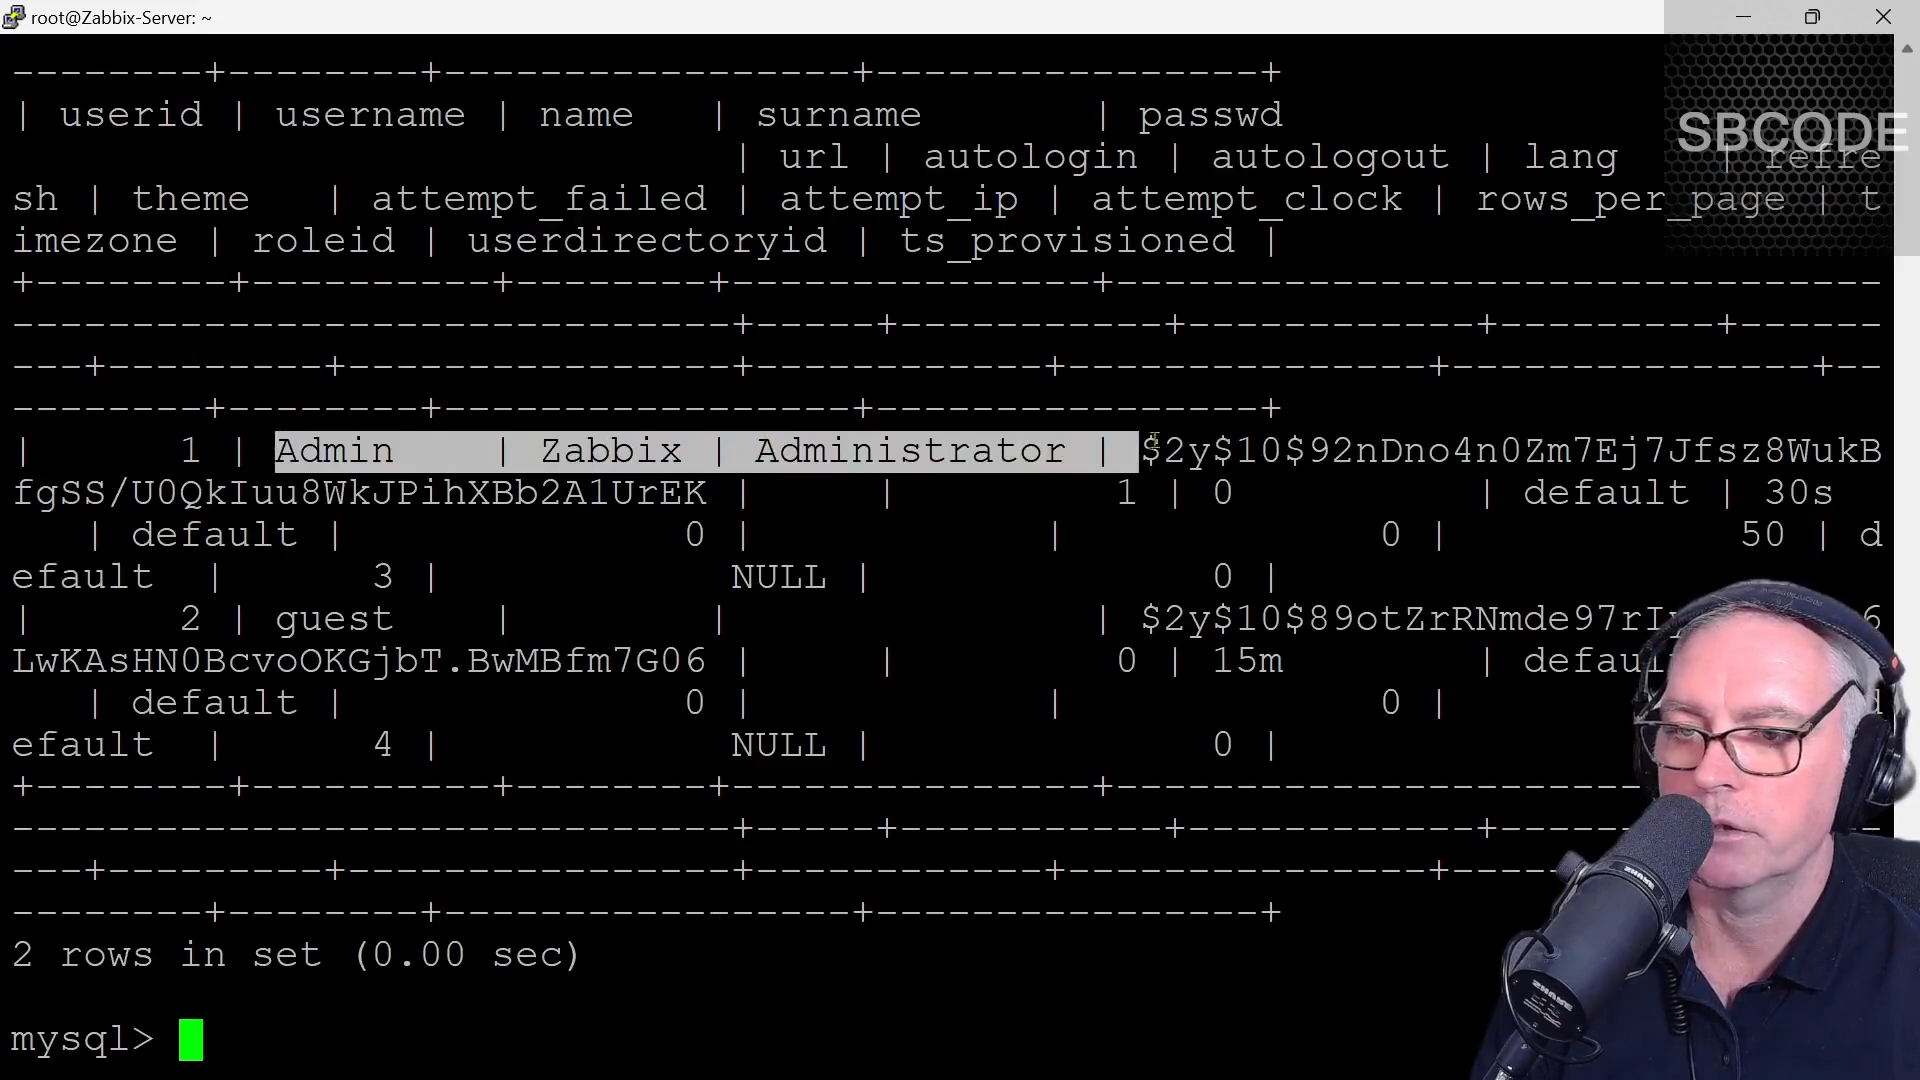 root@Zabbix-Server: ~
SBCODE
--------+--------+------------------+----------------+
| userid | username | name   | surname       | passwd
| url | autologin | autologout | lang    | refre
sh | theme   | attempt_failed | attempt_ip | attempt_clock | rows_per_page | t
imezone | roleid | userdirectoryid | ts_provisioned |
+--------+----------+--------+---------------+--------------------------------
------------------------------+-----+-----------+------------+---------+------
---+---------+----------------+------------+---------------+---------------+--
--------+--------+-----------------+----------------+
|      1 | Admin    | Zabbix | Administrator | $2y$10$92nDno4n0Zm7Ej7Jfsz8WukB
fgSS/U0QkIuu8WkJPihXBb2A1UrEK |     |         1 | 0          | default | 30s
| default |              0 |            |             0 |            50 | d
efault  |      3 |            NULL |              0 |
|      2 | guest    |        |               | $2y$10$89otZrRNmde97rI
LwKAsHN0BcvoOKGjbT.BwMBfm7G06 |     |         0 | 15m        |
| default |              0 |            |             0 |
efault  |      4 |            NULL |              0 |
+--------+----------+--------+---------------+----------------------
------------------------------+-----+-----------+------------+------
---+---------+----------------+------------+---------------+-----
--------+--------+-----------------+----------------+
2 rows in set (0.00 sec)
mysql>